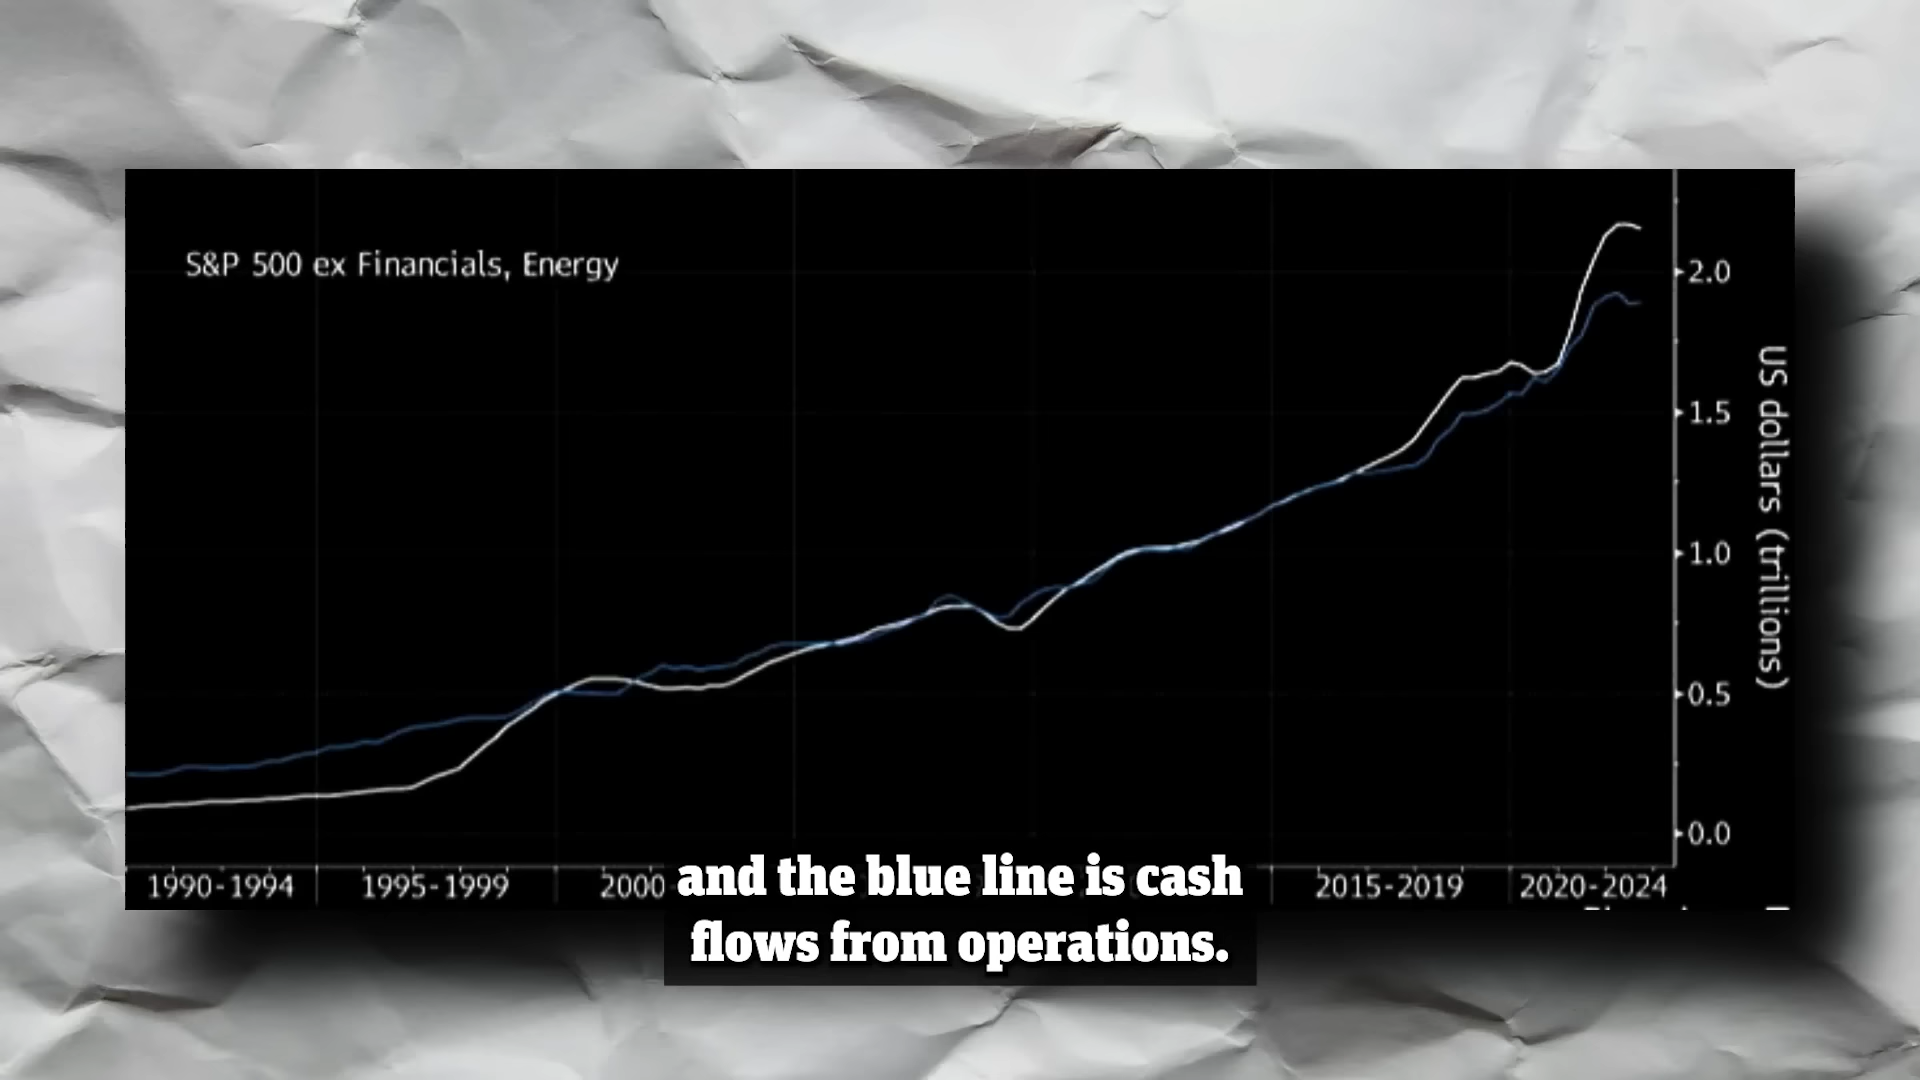 S&P 500 ex Financials, Energy
2.0
1.5
1.0
0.5
0.0
US dollars (trillions)
1990-1994
1995-1999
2000
2015-2019
2020-2024
and the blue line is cash
flows from operations.